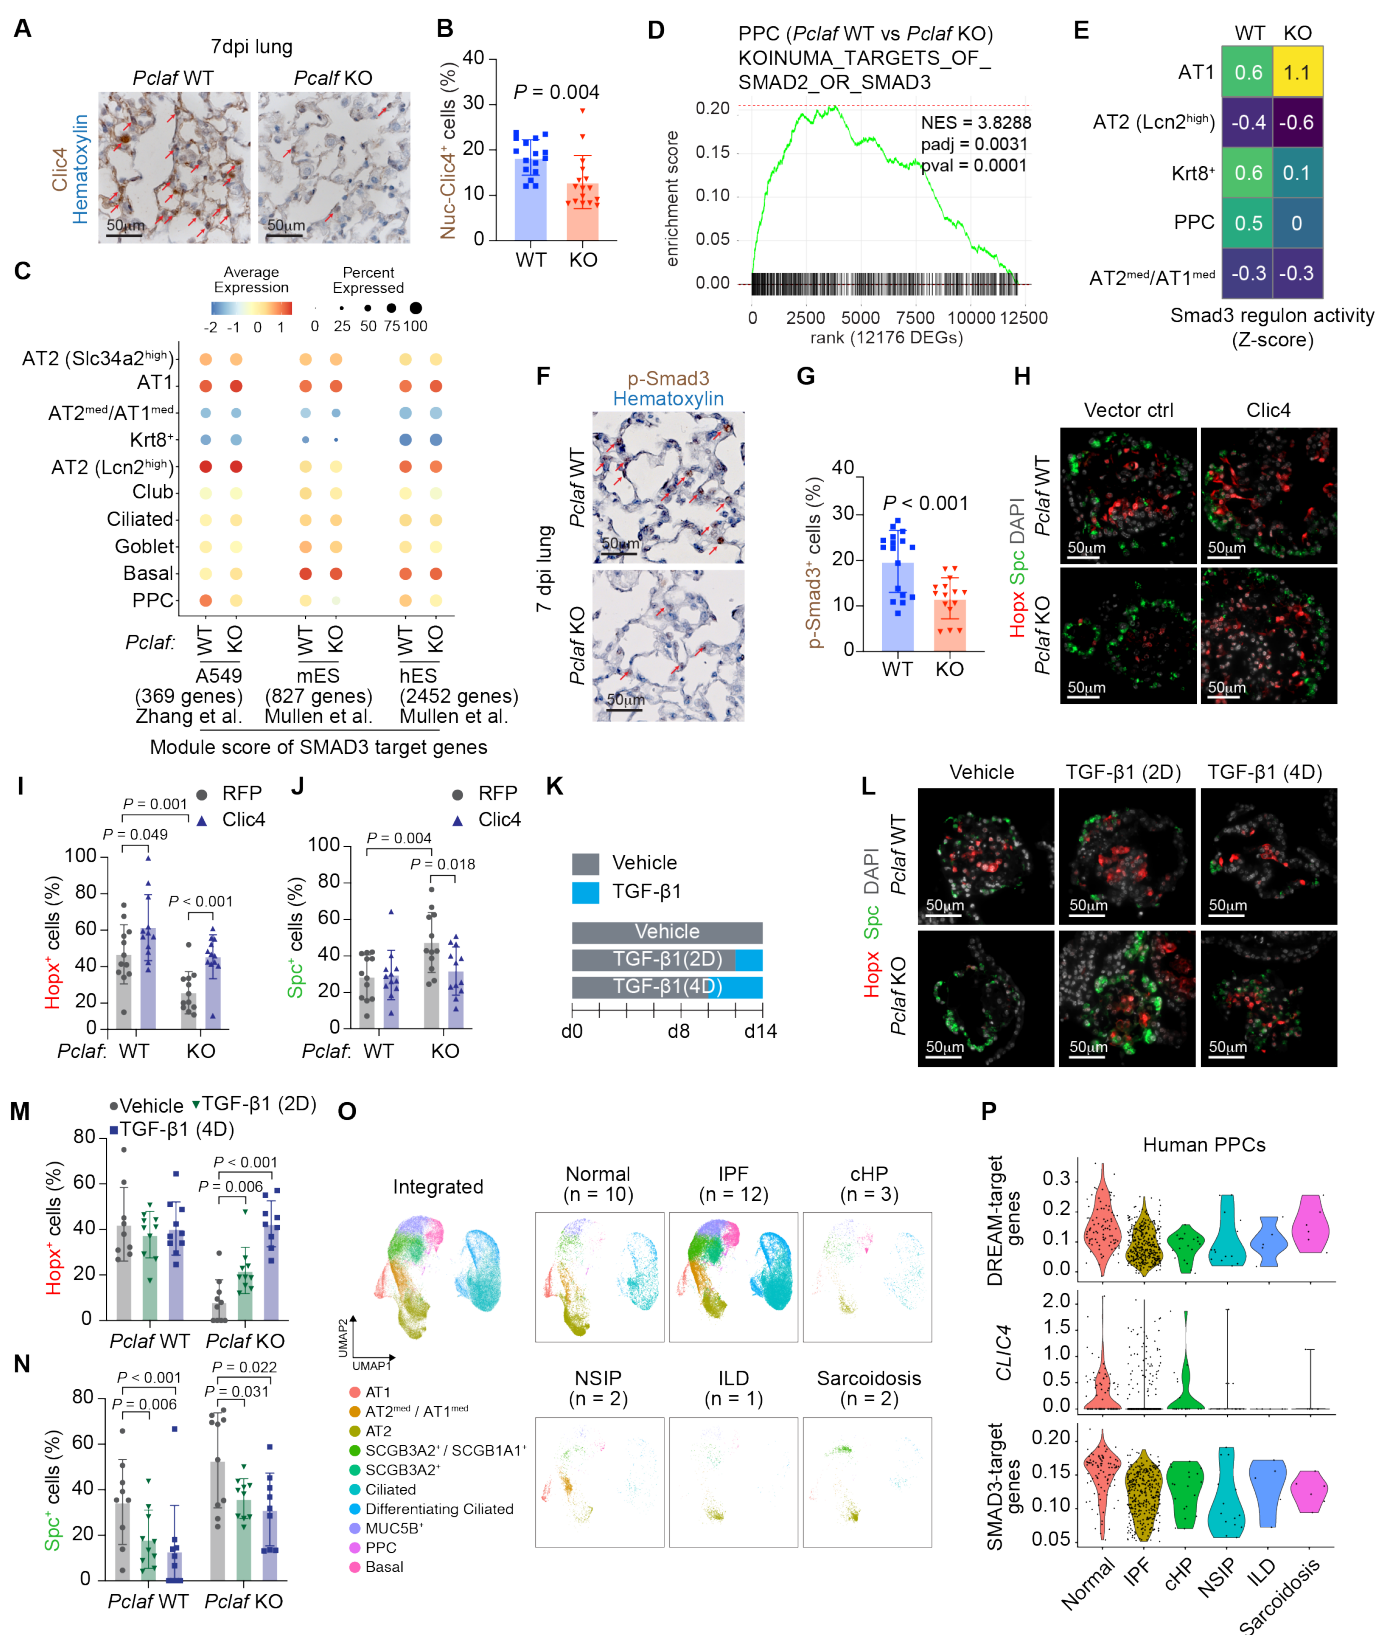 A
7dpi lung
Pclaf WT
Pcalf KO
Clic4
Hematoxylin
50μm
50μm
B
Nuc-Clic4+ cells (%)
40
30
20
10
0
P = 0.004
WT
KO
C
Average
Expression
-2 -1 0 1
Percent
Expressed
0 25 50 75 100
AT2 (Slc34a2high)
AT1
AT2med/AT1med
Krt8+
AT2 (Lcn2high)
Club
Ciliated
Goblet
Basal
PPC
Pclaf: WT KO WT KO WT KO
A549 mES hES
(369 genes) (827 genes) (2452 genes)
Zhang et al. Mullen et al. Mullen et al.
Module score of SMAD3 target genes
D
PPC (Pclaf WT vs Pclaf KO)
KOINUMA_TARGETS_OF_
SMAD2_OR_SMAD3
enrichment score
0.20
0.15
0.10
0.05
0.00
NES = 3.8288
padj = 0.0031
pval = 0.0001
0 2500 5000 7500 10000 12500
rank (12176 DEGs)
E
WT KO
AT1 0.6 1.1
AT2 (Lcn2high) -0.4 -0.6
Krt8+ 0.6 0.1
PPC 0.5 0
AT2med/AT1med -0.3 -0.3
Smad3 regulon activity
(Z-score)
F
p-Smad3
Hematoxylin
7 dpi lung
Pclaf WT
50μm
Pclaf KO
50μm
G
p-Smad3+ cells (%)
40
30
20
10
0
P < 0.001
WT
KO
H
Vector ctrl
Clic4
Hopx Spc DAPI
Pclaf WT
Pclaf KO
50μm
50μm
50μm
50μm
I
RFP
Clic4
P = 0.001
P = 0.049
P < 0.001
Hopx+ cells (%)
100
80
60
40
20
0
Pclaf: WT KO
J
RFP
Clic4
P = 0.004
P = 0.018
Spc+ cells (%)
100
80
60
40
20
0
Pclaf: WT KO
K
Vehicle
TGF-β1
Vehicle
TGF-β1(2D)
TGF-β1(4D)
d0 d8 d14
L
Vehicle
TGF-β1 (2D)
TGF-β1 (4D)
Hopx Spc DAPI
Pclaf WT
Pclaf KO
50μm
50μm
50μm
50μm
50μm
50μm
M
Vehicle TGF-β1 (2D)
TGF-β1 (4D)
Hopx+ cells (%)
80
60
40
20
0
P < 0.001
P = 0.006
Pclaf WT Pclaf KO
N
Spc+ cells (%)
80
60
40
20
0
P < 0.001
P = 0.006
P = 0.022
P = 0.031
Pclaf WT Pclaf KO
O
Integrated
UMAP2
UMAP1
Normal
(n = 10)
IPF
(n = 12)
cHP
(n = 3)
NSIP
(n = 2)
ILD
(n = 1)
Sarcoidosis
(n = 2)
AT1
AT2med / AT1med
AT2
SCGB3A2+ / SCGB1A1+
SCGB3A2+
Ciliated
Differentiating Ciliated
MUC5B+
PPC
Basal
P
Human PPCs
DREAM-target
genes
0.3
0.2
0.1
0.0
CLIC4
2.0
1.5
1.0
0.5
0.0
SMAD3-target
genes
0.20
0.15
0.10
0.05
Normal
IPF
cHP
NSIP
ILD
Sarcoidosis